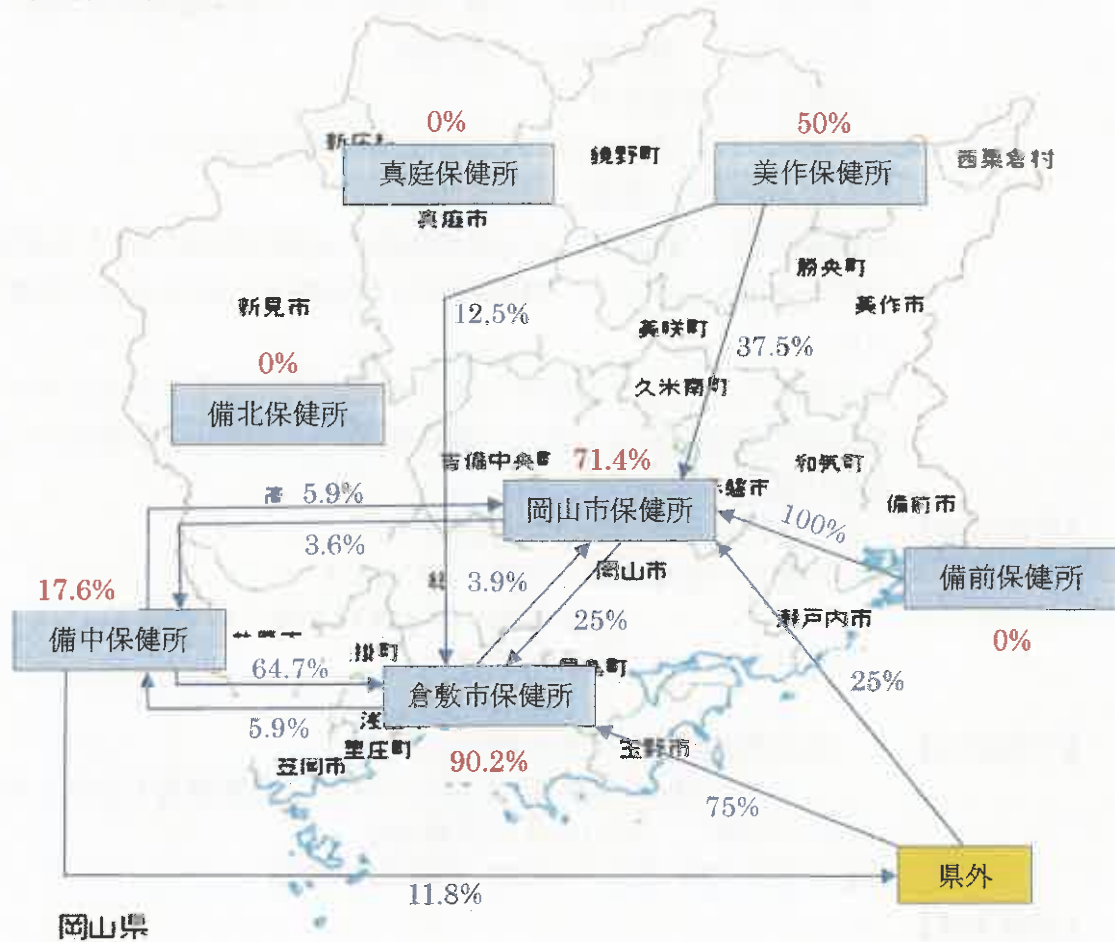 0%
50%
真庭保健所
鏡野町
美作保健所
西粟倉村
真庭市
勝央町
新見市
12.5%
美咲町
美作市
37.5%
0%
久米南町
備北保健所
吉備中央町
71.4%
和気町
5.9%
岡山市保健所
備前市
100%
3.6%
3.9%
岡山市
備前保健所
17.6%
25%
瀬戸内市
0%
備中保健所
64.7%
倉敷市保健所
25%
5.9%
里庄町
笠岡市
90.2%
玉野市
75%
県外
11.8%
岡山県